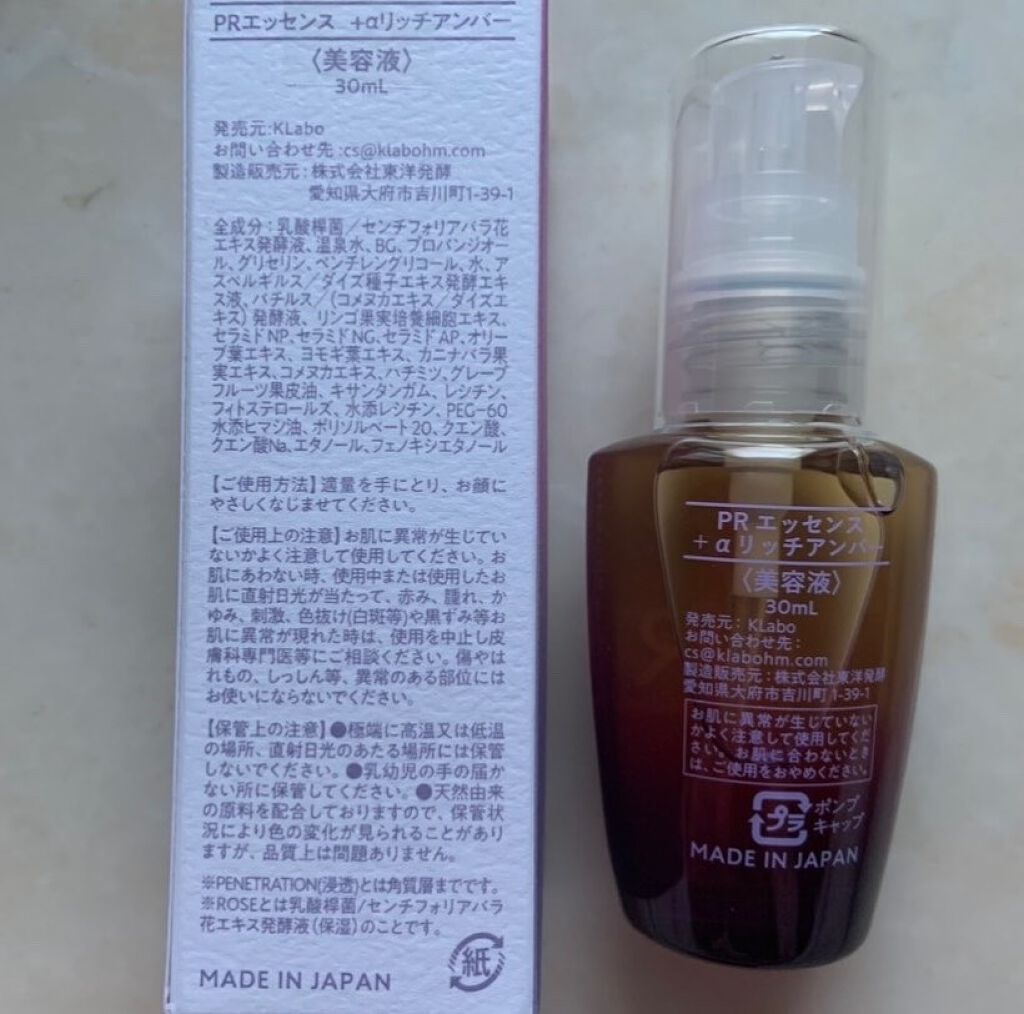 PRエッセンス +αリッチアンバー
〈美容液〉
30mL
発売元:KLabo
お問い合わせ先:cs@klabohm.com
製造販売元:株式会社東洋発酵
愛知県大府市吉川町1-39-1
全成分:乳酸桿菌/センチフォリアバラ花
エキス発酵液、温泉水、BG、プロパンジオー
ル、グリセリン、ペンチレングリコール、水、ア
スペルギルス/ダイズ種子エキス発酵エキ
ス液、バチルス/(コメヌカエキス/ダイズエ
キス)発酵液、リンゴ果実培養細胞エキス、
セラミドNP、セラミドNG、セラミドAP、オリー
ブ葉エキス、ヨモギ葉エキス、カニナバラ果
実エキス、コメヌカエキス、ハチミツ、グレープ
フルーツ果皮油、キサンタンガム、レシチン、
フィトステロールズ、水添レシチン、PEG-60
水添ヒマシ油、ポリソルベート20、クエン酸、
クエン酸Na、エタノール、フェノキシエタノール
【ご使用方法】適量を手にとり、お顔に
やさしくなじませてください。
【ご使用上の注意】お肌に異常が生じてい
ないかよく注意して使用してください。お
肌にあわない時、使用中または使用したお
肌に直射日光が当たって、赤み、腫れ、か
ゆみ、刺激、色抜け(白斑等)や黒ずみ等お
肌に異常が現れた時は、使用を中止し皮
膚科専門医等にご相談ください。傷やは
れもの、しっしん等、異常のある部位には
お使いにならないでください。
【保管上の注意】●極端に高温又は低温
の場所、直射日光のあたる場所には保管
しないでください。●乳幼児の手の届か
ない所に保管してください。●天然由来
の原料を配合しておりますので、保管状
況により色の変化が見られることがあり
ますが、品質上は問題ありません。
※PENETRATION(浸透)とは角質層までです。
※ROSEとは乳酸桿菌/センチフォリアバラ
花エキス発酵液(保湿)のことです。
MADE IN JAPAN
紙
PR エッセンス
+αリッチアンバー
〈美容液〉
30mL
発売元:KLabo
お問い合わせ先:
cs@klabohm.com
製造販売元:株式会社東洋発酵
愛知県大府市吉川町1-39-1
お肌に異常が生じていない
かよく注意して使用してくだ
さい。お肌に合わないとき
は、ご使用をおやめください。
プラ
ポンプ
キャップ
MADE IN JAPAN